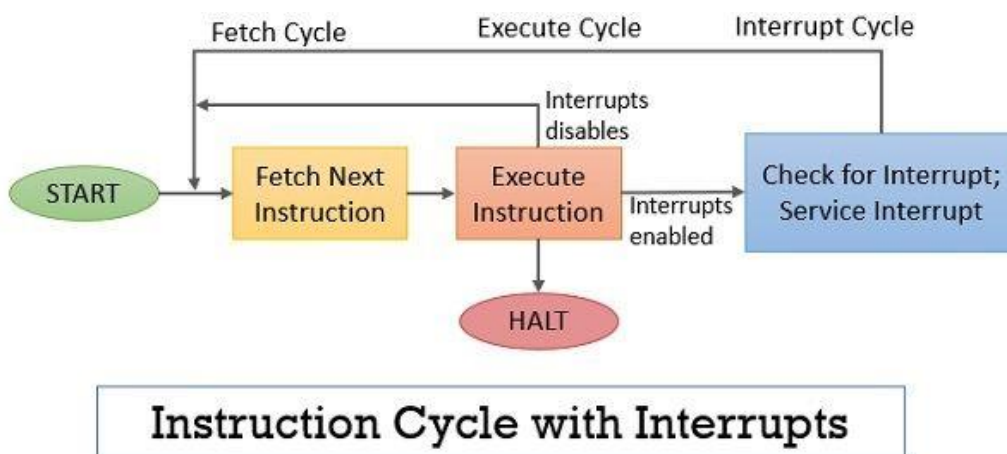 Fetch Cycle
Execute Cycle
Interrupt Cycle
Interrupts
disables
START
Fetch Next
Instruction
Execute
Instruction
Interrupts
enabled
Check for Interrupt;
Service Interrupt
HALT
Instruction Cycle with Interrupts